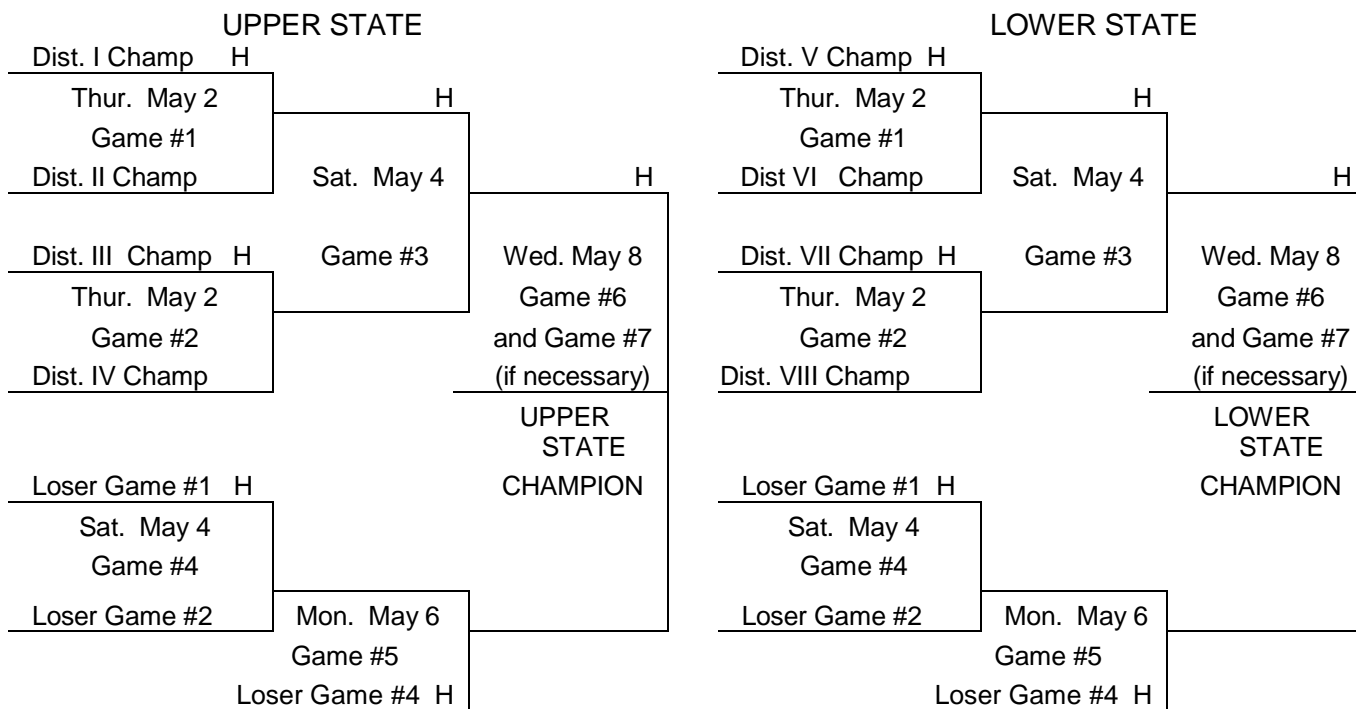 UPPER STATE
Dist. I Champ H
Thur. May 2
H
Game #1
Dist. II Champ
Sat. May 4
H
Dist. III Champ H
Game #3
Wed. May 8
Thur. May 2
Game #6
Game #2
and Game #7
Dist. IV Champ
(if necessary)
UPPER
STATE
Loser Game #1 H
CHAMPION
Sat. May 4
Game #4
Loser Game #2
Mon. May 6
Game #5
Loser Game #4 H
LOWER STATE
Dist. V Champ H
Thur. May 2
H
Game #1
Dist VI Champ
Sat. May 4
H
Dist. VII Champ H
Game #3
Wed. May 8
Thur. May 2
Game #6
Game #2
and Game #7
Dist. VIII Champ
(if necessary)
LOWER
STATE
Loser Game #1 H
CHAMPION
Sat. May 4
Game #4
Loser Game #2
Mon. May 6
Game #5
Loser Game #4 H